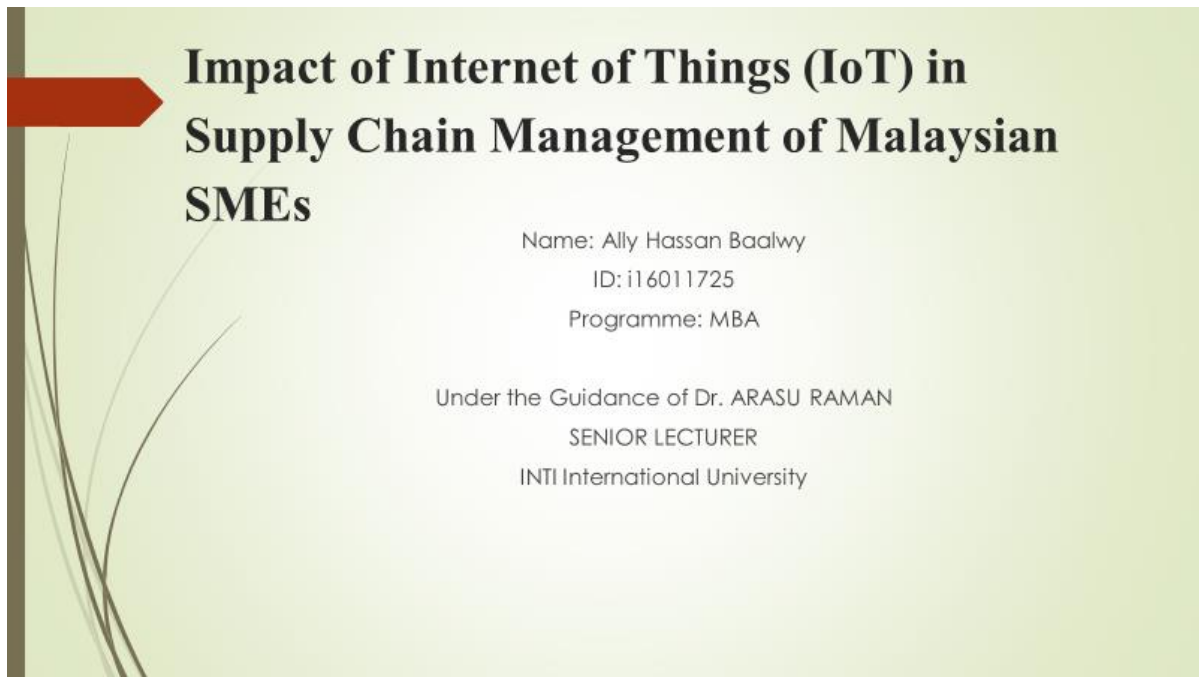 Impact of Internet of Things (IoT) in
Supply Chain Management of Malaysian
SMEs
Name: Ally Hassan Baalwy
ID: i16011725
Programme: MBA
Under the Guidance of Dr. ARASU RAMAN
SENIOR LECTURER
INTI International University